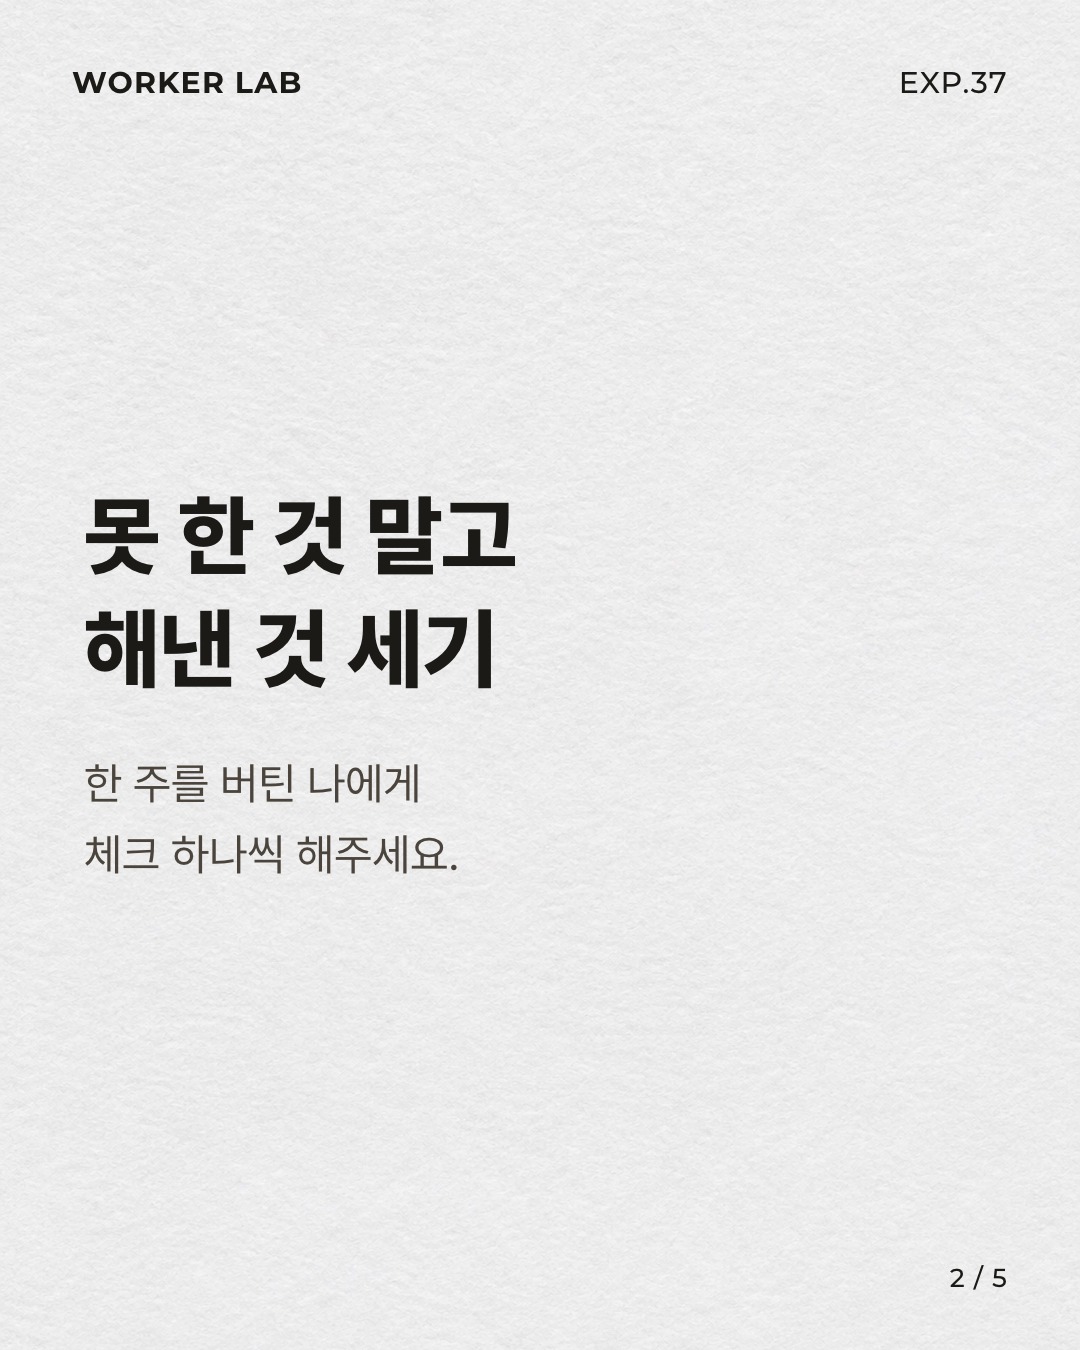 WORKER LAB
EXP.37
못 한 것 말고
해낸 것 세기
한 주를 버틴 나에게
체크 하나씩 해주세요.
2 / 5